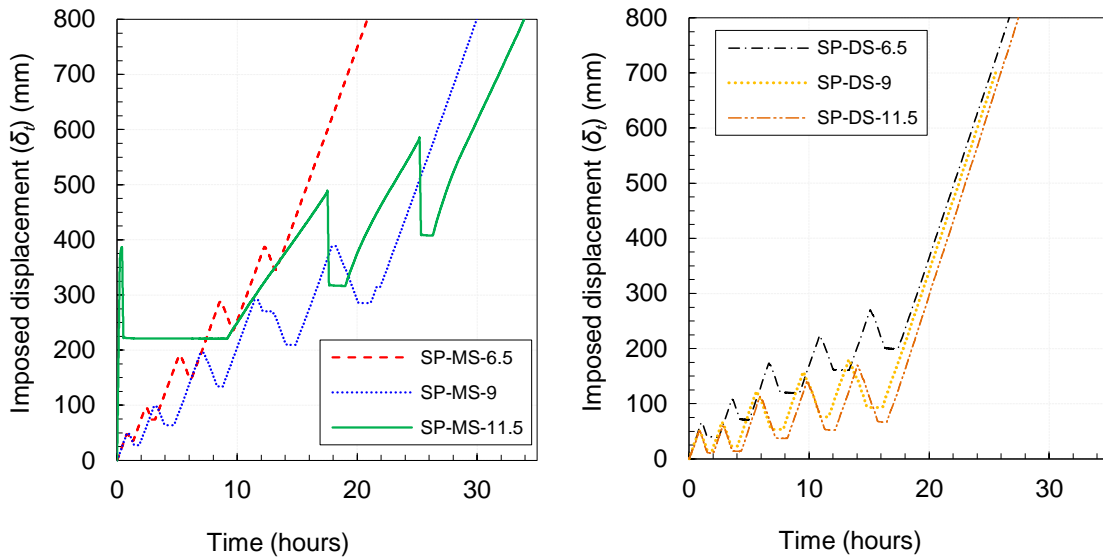 Imposed displacement (δt) (mm)
800
700
600
500
400
300
200
100
0
0
10
20
30
Time (hours)
SP-MS-6.5
SP-MS-9
SP-MS-11.5
Imposed displacement (δt) (mm)
800
700
600
500
400
300
200
100
0
0
10
20
30
Time (hours)
SP-DS-6.5
SP-DS-9
SP-DS-11.5